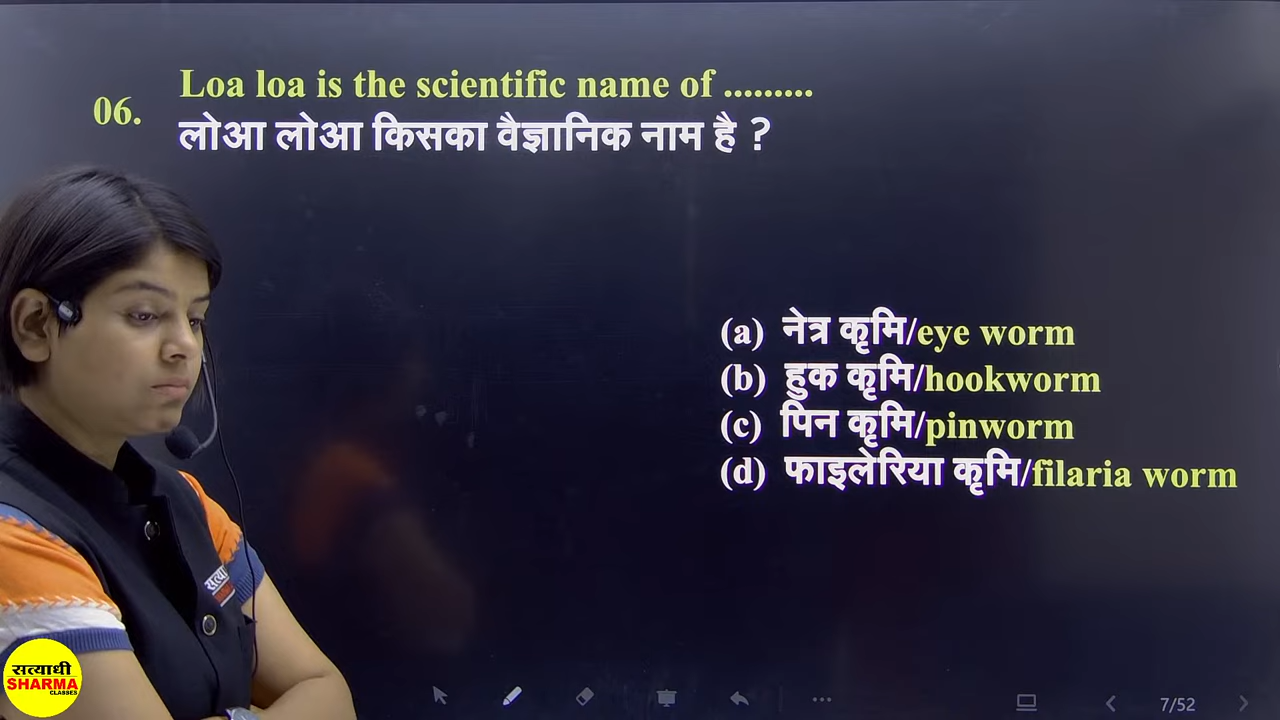 06.
Loa loa is the scientific name of .........
लोआ लोआ किसका वैज्ञानिक नाम है ?
(a) नेत्र कृमि/eye worm
(b) हुक कृमि/hookworm
(c) पिन कृमि/pinworm
(d) फाइलेरिया कृमि/filaria worm
सत्या
सत्याधी
SHARMA
CLASSES
7/52